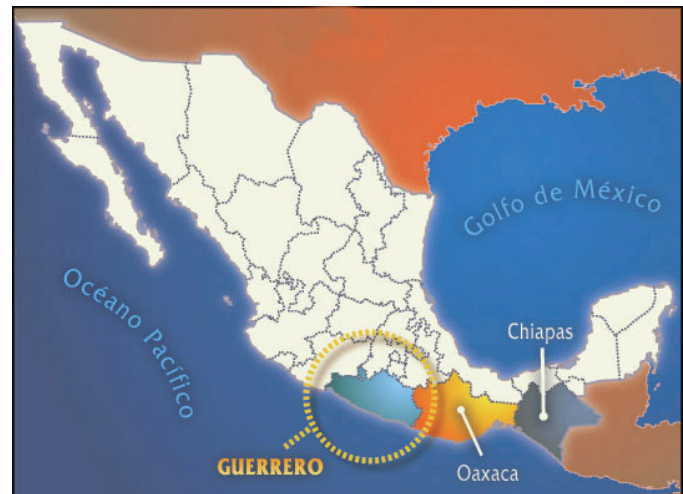 Golfo de México
Océano Pacífico
Chiapas
GUERRERO
Oaxaca